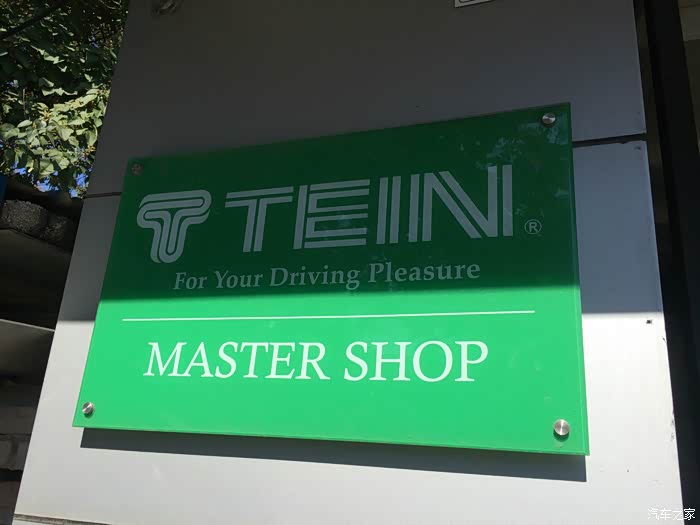 TEIN®
For Your Driving Pleasure
MASTER SHOP
汽车之家